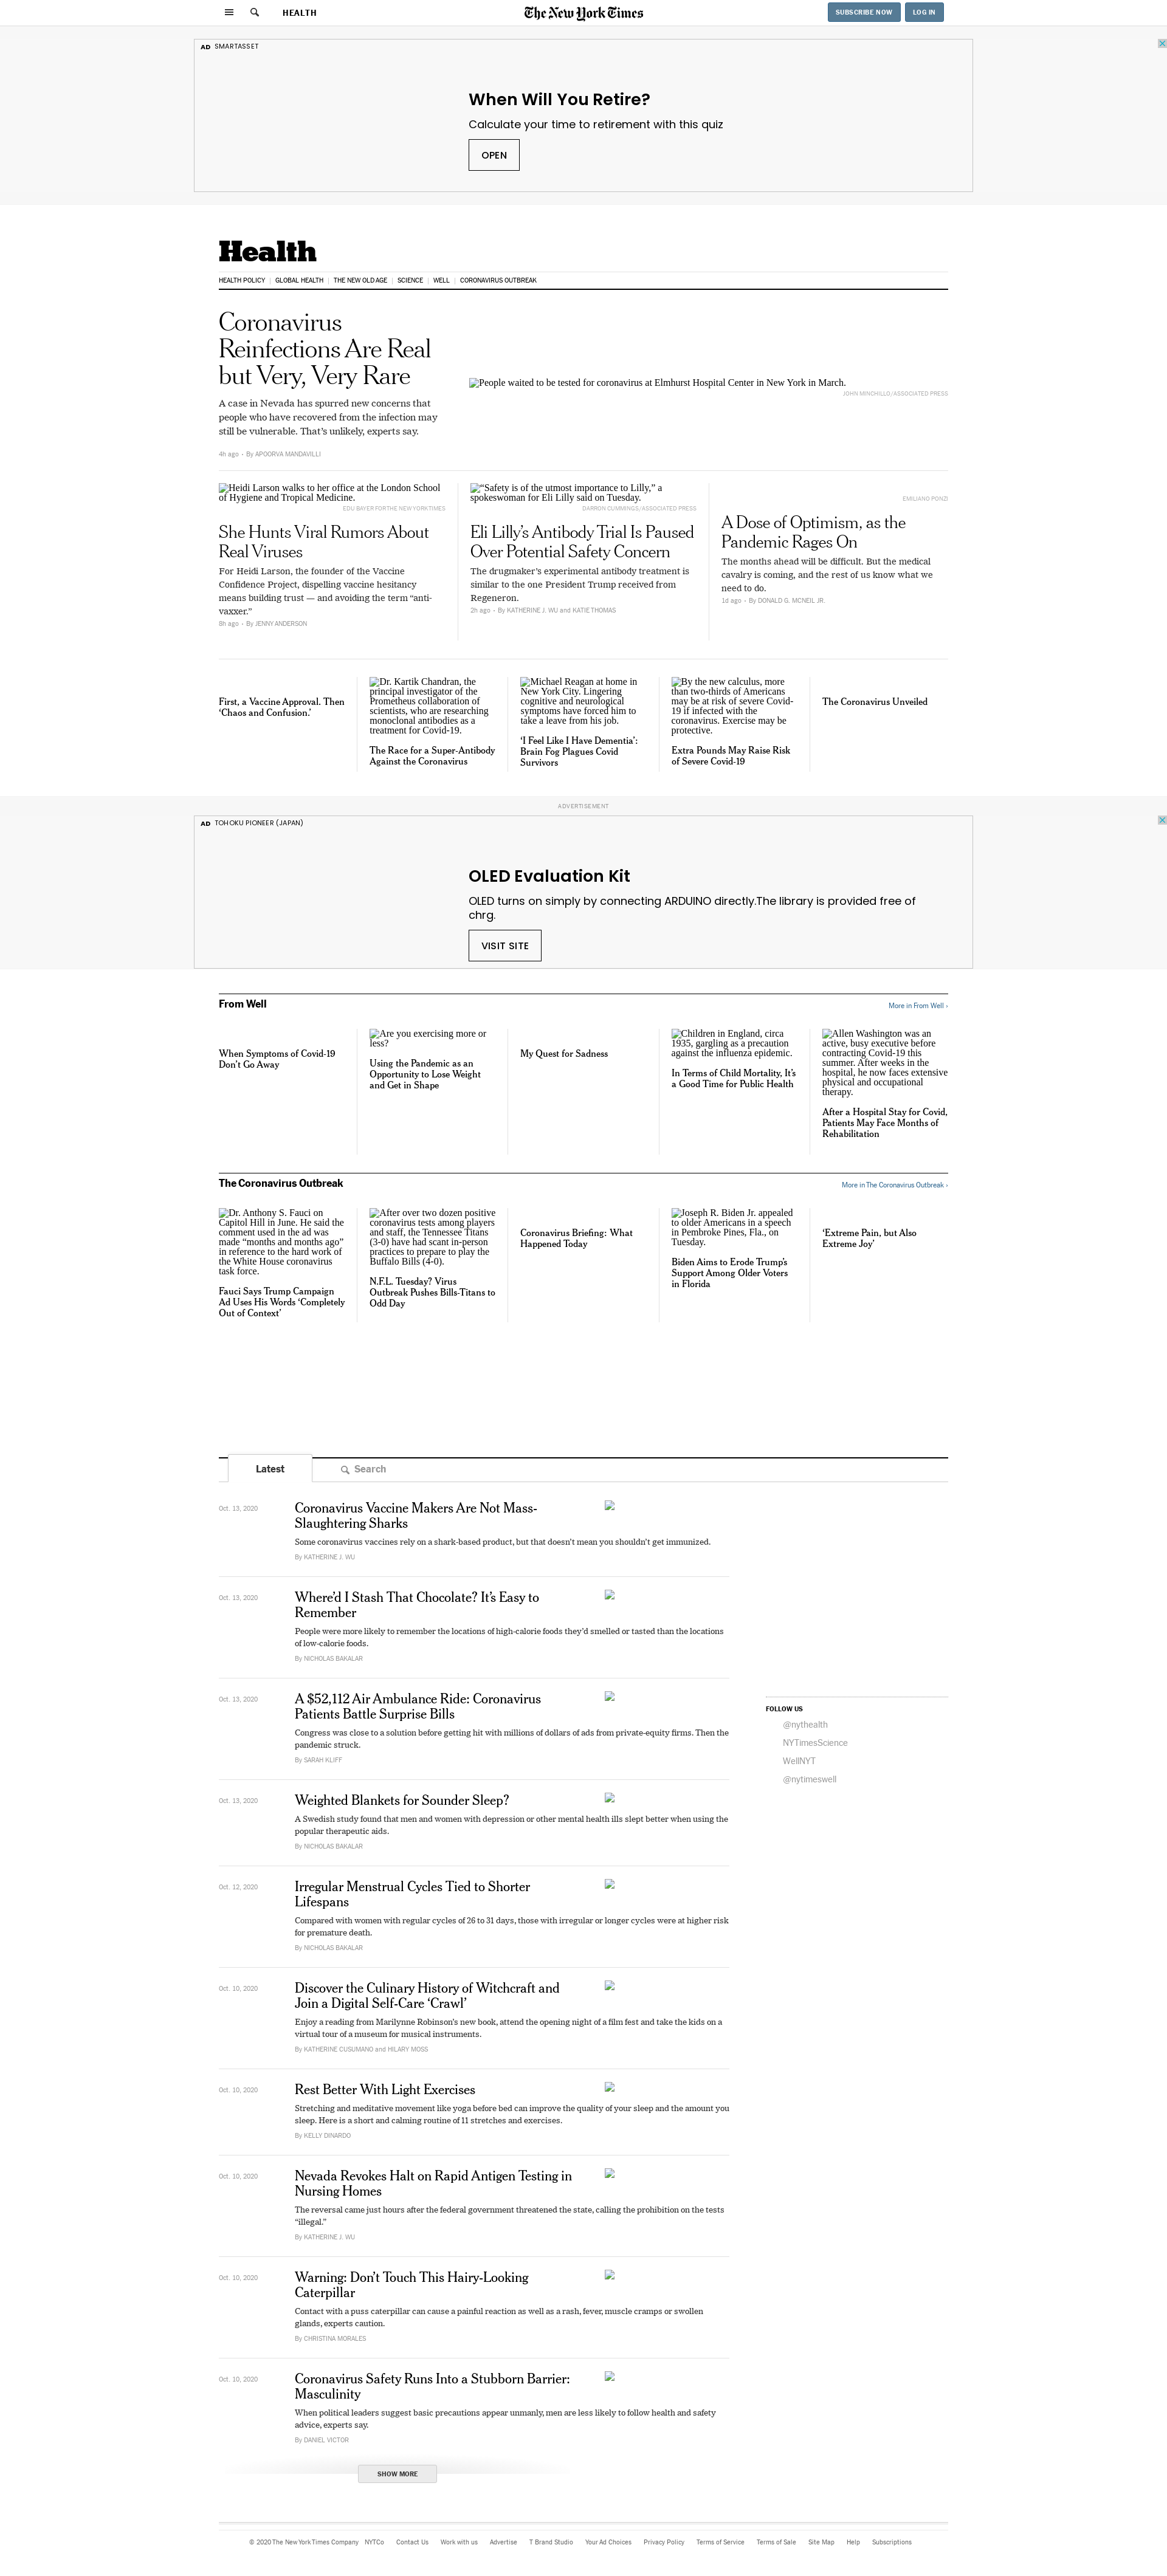 HEALTH
The New York Times
SUBSCRIBE NOW
LOG IN
AD SMARTASSET
When Will You Retire?
Calculate your time to retirement with this quiz
OPEN
Health
HEALTH POLICY | GLOBAL HEALTH | THE NEW OLD AGE | SCIENCE | WELL | CORONAVIRUS OUTBREAK
Coronavirus
Reinfections Are Real
but Very, Very Rare
A case in Nevada has spurred new concerns that
people who have recovered from the infection may
still be vulnerable. That’s unlikely, experts say.
4h ago • By APOORVA MANDAVILLI
People waited to be tested for coronavirus at Elmhurst Hospital Center in New York in March.
JOHN MINCHILLO/ASSOCIATED PRESS
Heidi Larson walks to her office at the London School
of Hygiene and Tropical Medicine.
EDU BAYER FOR THE NEW YORK TIMES
She Hunts Viral Rumors About
Real Viruses
For Heidi Larson, the founder of the Vaccine
Confidence Project, dispelling vaccine hesitancy
means building trust — and avoiding the term “anti-
vaxxer.”
8h ago • By JENNY ANDERSON
“Safety is of the utmost importance to Lilly,” a
spokeswoman for Eli Lilly said on Tuesday.
DARRON CUMMINGS/ASSOCIATED PRESS
Eli Lilly’s Antibody Trial Is Paused
Over Potential Safety Concern
The drugmaker’s experimental antibody treatment is
similar to the one President Trump received from
Regeneron.
2h ago • By KATHERINE J. WU and KATIE THOMAS
EMILIANO PONZI
A Dose of Optimism, as the
Pandemic Rages On
The months ahead will be difficult. But the medical
cavalry is coming, and the rest of us know what we
need to do.
1d ago • By DONALD G. MCNEIL JR.
First, a Vaccine Approval. Then
‘Chaos and Confusion.’
Dr. Kartik Chandran, the
principal investigator of the
Prometheus collaboration of
scientists, who are researching
monoclonal antibodies as a
treatment for Covid-19.
The Race for a Super-Antibody
Against the Coronavirus
Michael Reagan at home in
New York City. Lingering
cognitive and neurological
symptoms have forced him to
take a leave from his job.
‘I Feel Like I Have Dementia’:
Brain Fog Plagues Covid
Survivors
By the new calculus, more
than two-thirds of Americans
may be at risk of severe Covid-
19 if infected with the
coronavirus. Exercise may be
protective.
Extra Pounds May Raise Risk
of Severe Covid-19
The Coronavirus Unveiled
ADVERTISEMENT
AD TOHOKU PIONEER (JAPAN)
OLED Evaluation Kit
OLED turns on simply by connecting ARDUINO directly.The library is provided free of
chrg.
VISIT SITE
From Well
More in From Well ›
When Symptoms of Covid-19
Don’t Go Away
Are you exercising more or
less?
Using the Pandemic as an
Opportunity to Lose Weight
and Get in Shape
My Quest for Sadness
Children in England, circa
1935, gargling as a precaution
against the influenza epidemic.
In Terms of Child Mortality, It’s
a Good Time for Public Health
Allen Washington was an
active, busy executive before
contracting Covid-19 this
summer. After weeks in the
hospital, he now faces extensive
physical and occupational
therapy.
After a Hospital Stay for Covid,
Patients May Face Months of
Rehabilitation
The Coronavirus Outbreak
More in The Coronavirus Outbreak ›
Dr. Anthony S. Fauci on
Capitol Hill in June. He said the
comment used in the ad was
made “months and months ago”
in reference to the hard work of
the White House coronavirus
task force.
Fauci Says Trump Campaign
Ad Uses His Words ‘Completely
Out of Context’
After over two dozen positive
coronavirus tests among players
and staff, the Tennessee Titans
(3-0) have had scant in-person
practices to prepare to play the
Buffalo Bills (4-0).
N.F.L. Tuesday? Virus
Outbreak Pushes Bills-Titans to
Odd Day
Coronavirus Briefing: What
Happened Today
Joseph R. Biden Jr. appealed
to older Americans in a speech
in Pembroke Pines, Fla., on
Tuesday.
Biden Aims to Erode Trump’s
Support Among Older Voters
in Florida
‘Extreme Pain, but Also
Extreme Joy’
Latest
Search
Oct. 13, 2020
Coronavirus Vaccine Makers Are Not Mass-
Slaughtering Sharks
Some coronavirus vaccines rely on a shark-based product, but that doesn’t mean you shouldn’t get immunized.
By KATHERINE J. WU
Oct. 13, 2020
Where’d I Stash That Chocolate? It’s Easy to
Remember
People were more likely to remember the locations of high-calorie foods they’d smelled or tasted than the locations
of low-calorie foods.
By NICHOLAS BAKALAR
Oct. 13, 2020
A $52,112 Air Ambulance Ride: Coronavirus
Patients Battle Surprise Bills
Congress was close to a solution before getting hit with millions of dollars of ads from private-equity firms. Then the
pandemic struck.
By SARAH KLIFF
Oct. 13, 2020
Weighted Blankets for Sounder Sleep?
A Swedish study found that men and women with depression or other mental health ills slept better when using the
popular therapeutic aids.
By NICHOLAS BAKALAR
Oct. 12, 2020
Irregular Menstrual Cycles Tied to Shorter
Lifespans
Compared with women with regular cycles of 26 to 31 days, those with irregular or longer cycles were at higher risk
for premature death.
By NICHOLAS BAKALAR
Oct. 10, 2020
Discover the Culinary History of Witchcraft and
Join a Digital Self-Care ‘Crawl’
Enjoy a reading from Marilynne Robinson’s new book, attend the opening night of a film fest and take the kids on a
virtual tour of a museum for musical instruments.
By KATHERINE CUSUMANO and HILARY MOSS
Oct. 10, 2020
Rest Better With Light Exercises
Stretching and meditative movement like yoga before bed can improve the quality of your sleep and the amount you
sleep. Here is a short and calming routine of 11 stretches and exercises.
By KELLY DINARDO
Oct. 10, 2020
Nevada Revokes Halt on Rapid Antigen Testing in
Nursing Homes
The reversal came just hours after the federal government threatened the state, calling the prohibition on the tests
“illegal.”
By KATHERINE J. WU
Oct. 10, 2020
Warning: Don’t Touch This Hairy-Looking
Caterpillar
Contact with a puss caterpillar can cause a painful reaction as well as a rash, fever, muscle cramps or swollen
glands, experts caution.
By CHRISTINA MORALES
Oct. 10, 2020
Coronavirus Safety Runs Into a Stubborn Barrier:
Masculinity
When political leaders suggest basic precautions appear unmanly, men are less likely to follow health and safety
advice, experts say.
By DANIEL VICTOR
SHOW MORE
FOLLOW US
@nythealth
NYTimesScience
WellNYT
@nytimeswell
© 2020 The New York Times Company NYTCo Contact Us Work with us Advertise T Brand Studio Your Ad Choices Privacy Policy Terms of Service Terms of Sale Site Map Help Subscriptions